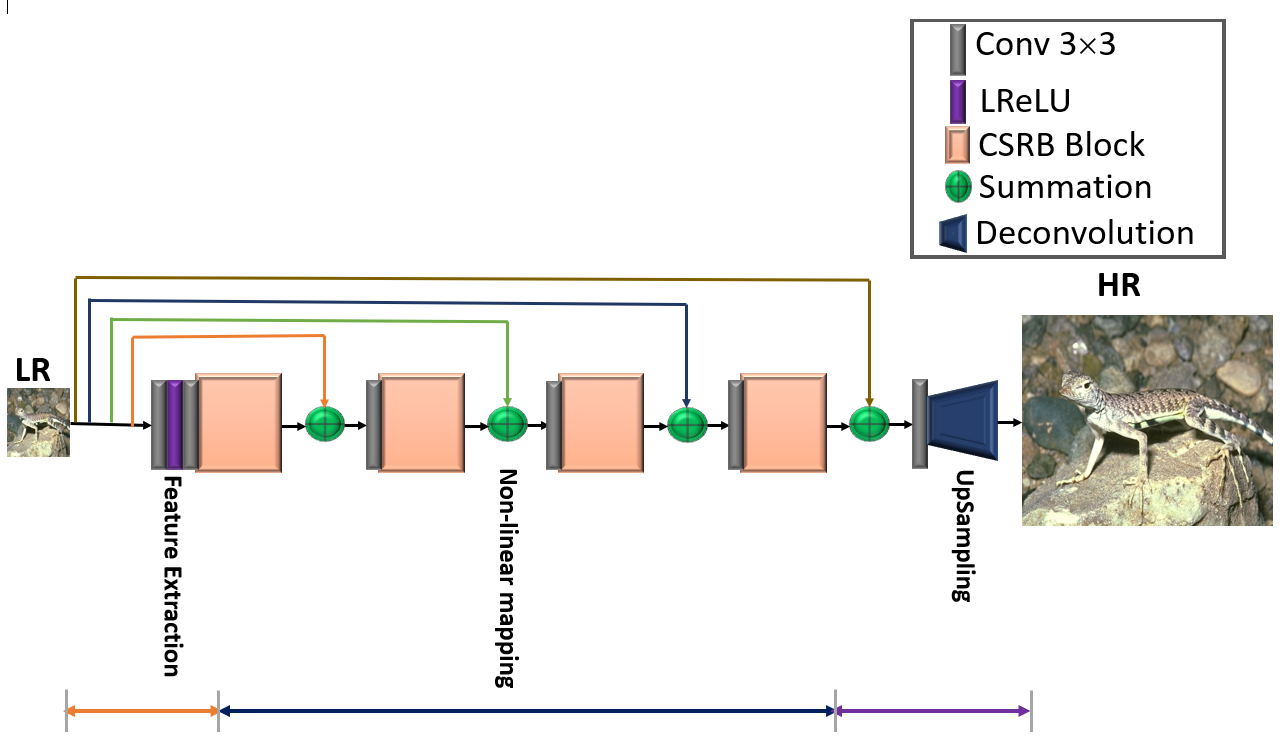 Conv 3×3
LReLU
CSRB Block
Summation
Deconvolution
HR
LR
Feature Extraction
Non-linear mapping
UpSampling